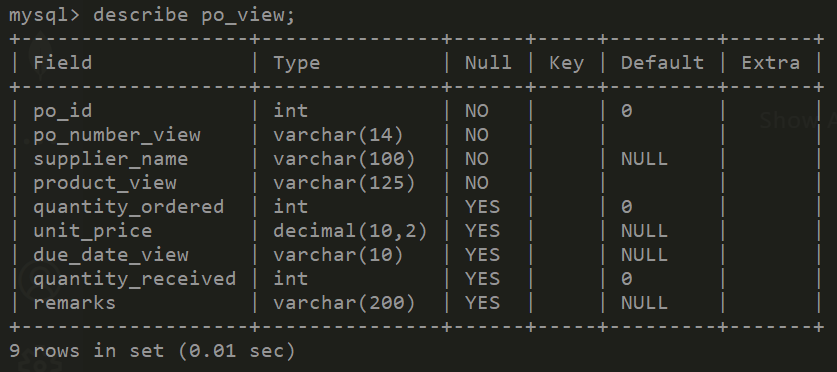 mysql> describe po_view;
+-------------------+---------------+------+-----+---------+-------+
| Field             | Type          | Null | Key | Default | Extra |
+-------------------+---------------+------+-----+---------+-------+
| po_id             | int           | NO   |     | 0       |       |
| po_number_view    | varchar(14)   | NO   |     |         |       |
| supplier_name     | varchar(100)  | NO   |     | NULL    |       |
| product_view      | varchar(125)  | NO   |     |         |       |
| quantity_ordered  | int           | YES  |     | 0       |       |
| unit_price        | decimal(10,2) | YES  |     | NULL    |       |
| due_date_view     | varchar(10)   | YES  |     | NULL    |       |
| quantity_received | int           | YES  |     | 0       |       |
| remarks           | varchar(200)  | YES  |     | NULL    |       |
+-------------------+---------------+------+-----+---------+-------+
9 rows in set (0.01 sec)